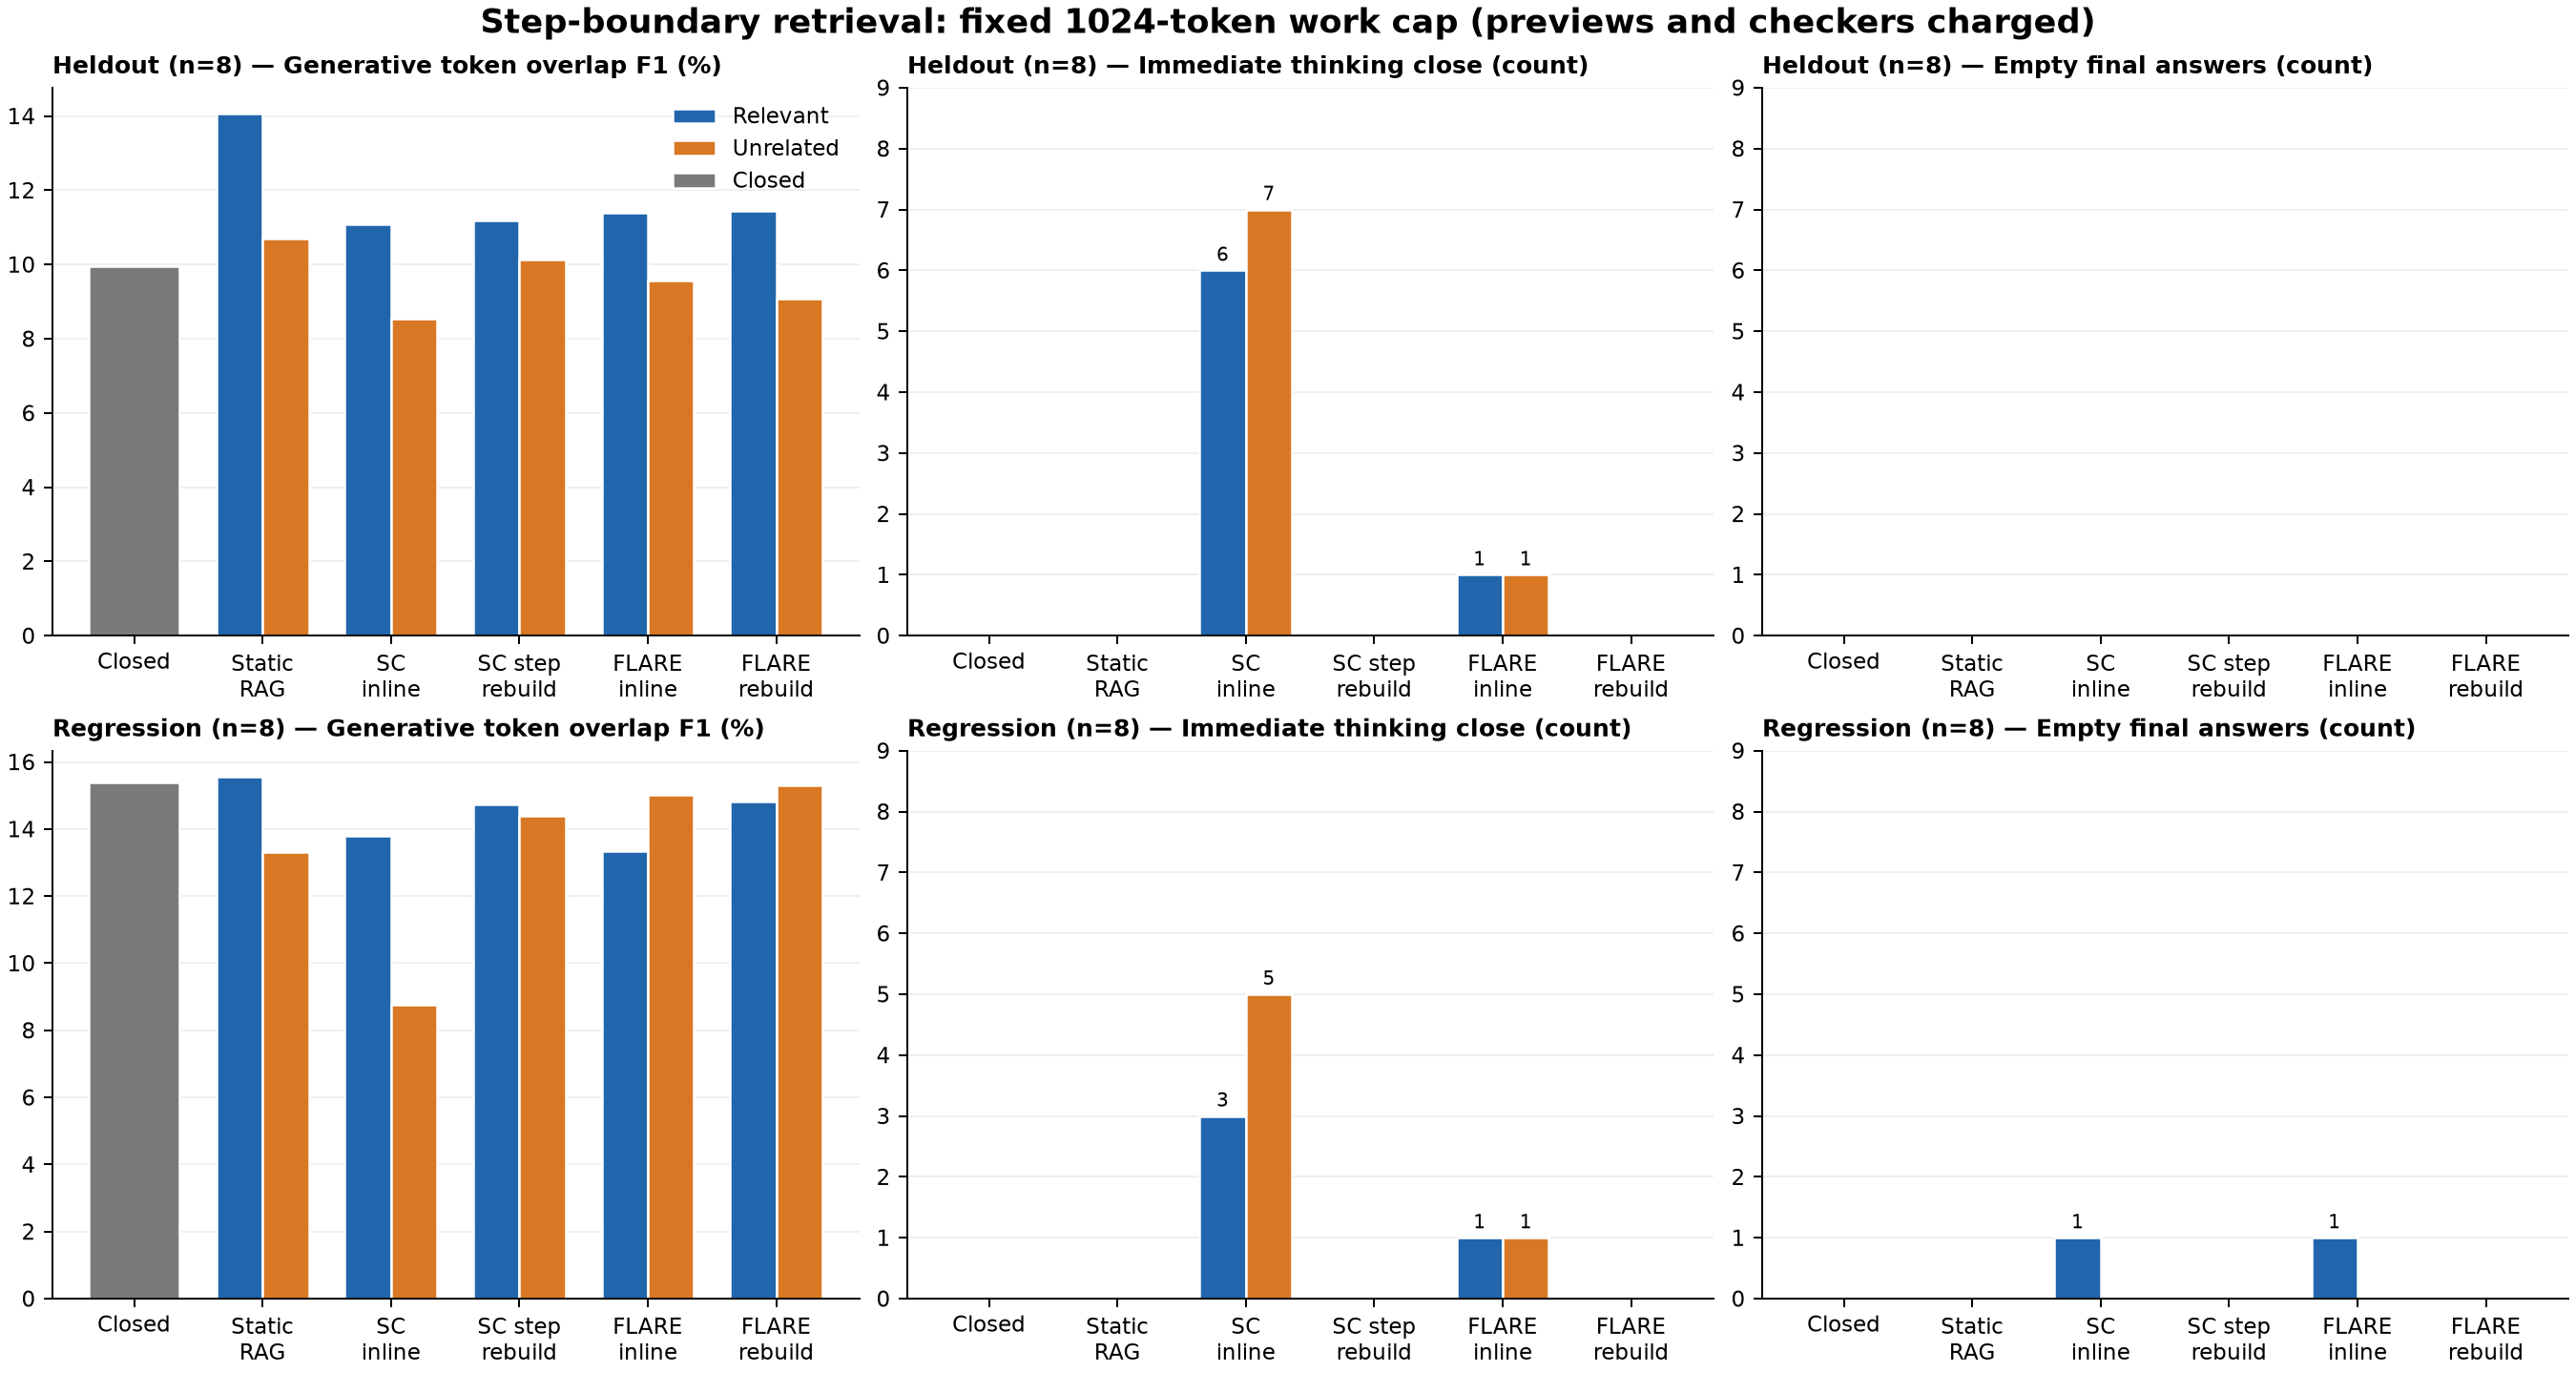 Step-boundary retrieval: fixed 1024-token work cap (previews and checkers charged)
Heldout (n=8) — Generative token overlap F1 (%)
14
12
10
8
6
4
2
0
Relevant
Unrelated
Closed
Closed
Static
RAG
SC
inline
SC step
rebuild
FLARE
inline
FLARE
rebuild
Heldout (n=8) — Immediate thinking close (count)
9
8
7
6
5
4
3
2
1
0
6
7
1
1
Closed
Static
RAG
SC
inline
SC step
rebuild
FLARE
inline
FLARE
rebuild
Heldout (n=8) — Empty final answers (count)
9
8
7
6
5
4
3
2
1
0
Closed
Static
RAG
SC
inline
SC step
rebuild
FLARE
inline
FLARE
rebuild
Regression (n=8) — Generative token overlap F1 (%)
16
14
12
10
8
6
4
2
0
Closed
Static
RAG
SC
inline
SC step
rebuild
FLARE
inline
FLARE
rebuild
Regression (n=8) — Immediate thinking close (count)
9
8
7
6
5
4
3
2
1
0
3
5
1
1
Closed
Static
RAG
SC
inline
SC step
rebuild
FLARE
inline
FLARE
rebuild
Regression (n=8) — Empty final answers (count)
9
8
7
6
5
4
3
2
1
0
1
1
Closed
Static
RAG
SC
inline
SC step
rebuild
FLARE
inline
FLARE
rebuild